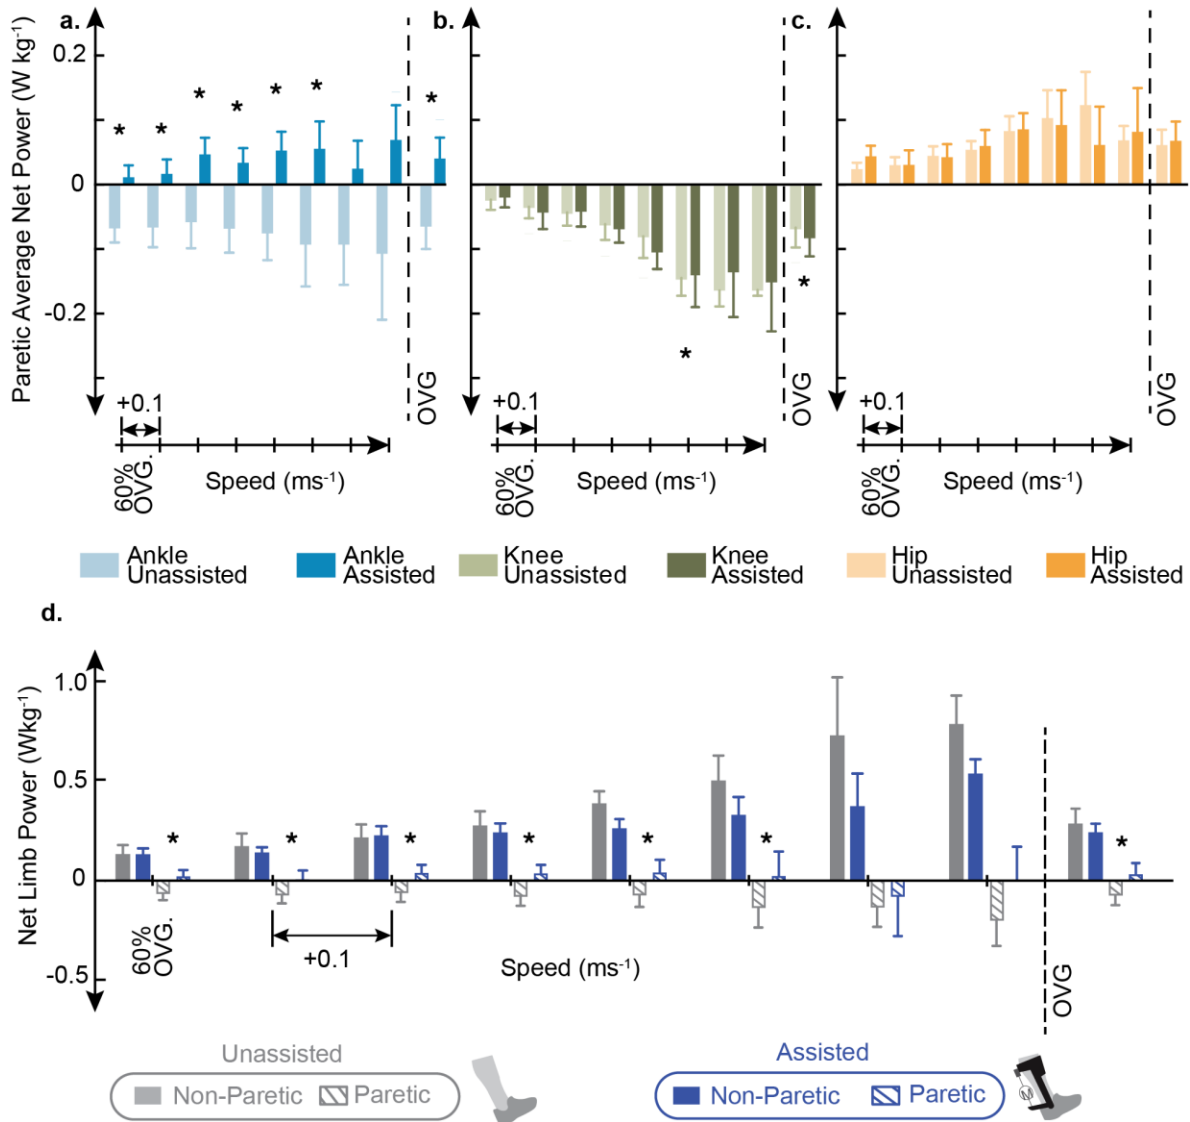 a.
b.
c.
Paretic Average Net Power (W kg-1)
0.2
0
-0.2
* * * * * * *
* *
OVG
OVG
OVG
+0.1
+0.1
+0.1
60%
OVG.
Speed (ms-1)
60%
OVG.
Speed (ms-1)
60%
OVG.
Speed (ms-1)
Ankle
Unassisted
Ankle
Assisted
Knee
Unassisted
Knee
Assisted
Hip
Unassisted
Hip
Assisted
d.
Net Limb Power (Wkg-1)
1.0
0.5
0
-0.5
* * * * * * *
60%
OVG.
+0.1
Speed (ms-1)
OVG
Unassisted
Non-Paretic
Paretic
Assisted
Non-Paretic
Paretic